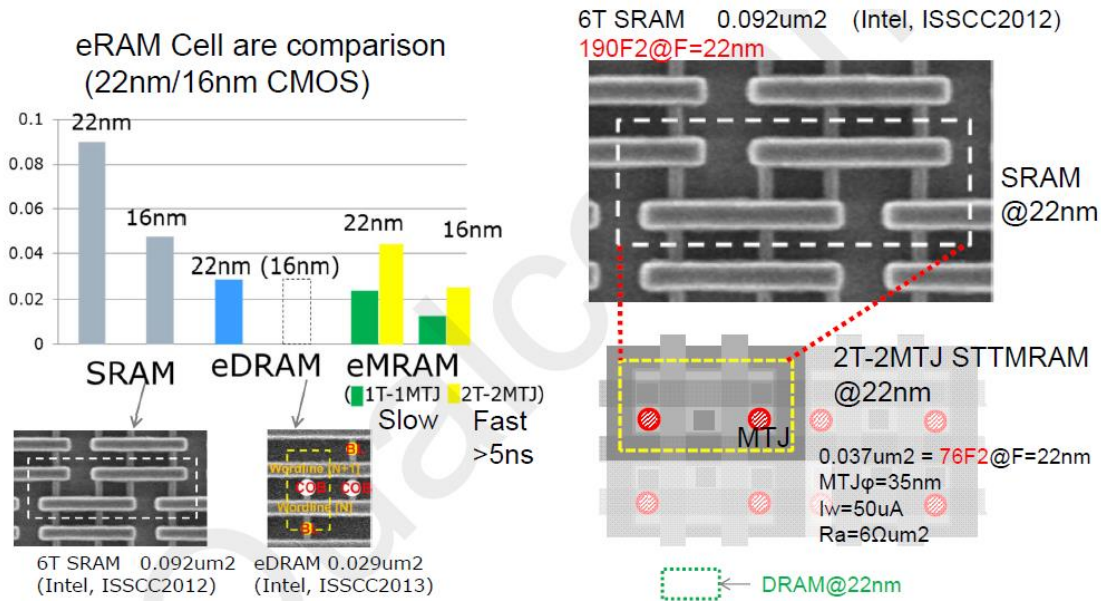 eRAM Cell are comparison
(22nm/16nm CMOS)
0.1
0.08
0.06
0.04
0.02
0
22nm
16nm
22nm
(16nm)
22nm
16nm
SRAM
eDRAM
eMRAM
(1T-1MTJ
2T-2MTJ)
Slow
Fast
>5ns
BL
Wordline [N+1]
COB
COB
Wordline [N]
BL
6T SRAM 0.092um2
(Intel, ISSCC2012)
eDRAM 0.029um2
(Intel, ISSCC2013)
6T SRAM 0.092um2 (Intel, ISSCC2012)
190F2@F=22nm
SRAM
@22nm
2T-2MTJ STTMRAM
@22nm
MTJ
0.037um2 = 76F2@F=22nm
MTJφ=35nm
Iw=50uA
Ra=6Ωum2
DRAM@22nm